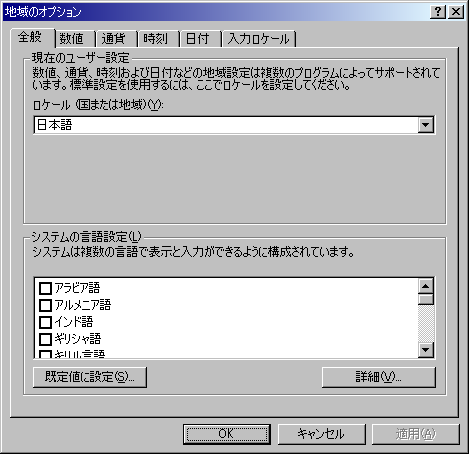 地域のオプション
全般 数値 通貨 時刻 日付 入力ロケール
現在のユーザー設定
数値、通貨、時刻および日付などの地域設定は複数のプログラムによってサポートされて
います。標準設定を使用するには、ここでロケールを設定してください。
ロケール (国または地域)(Y):
日本語
システムの言語設定(L)
システムは複数の言語で表示と入力ができるように構成されています。
アラビア語
アルメニア語
インド語
ギリシャ語
キリル言語
既定値に設定(S)... 詳細(V)...
OK キャンセル 適用(A)